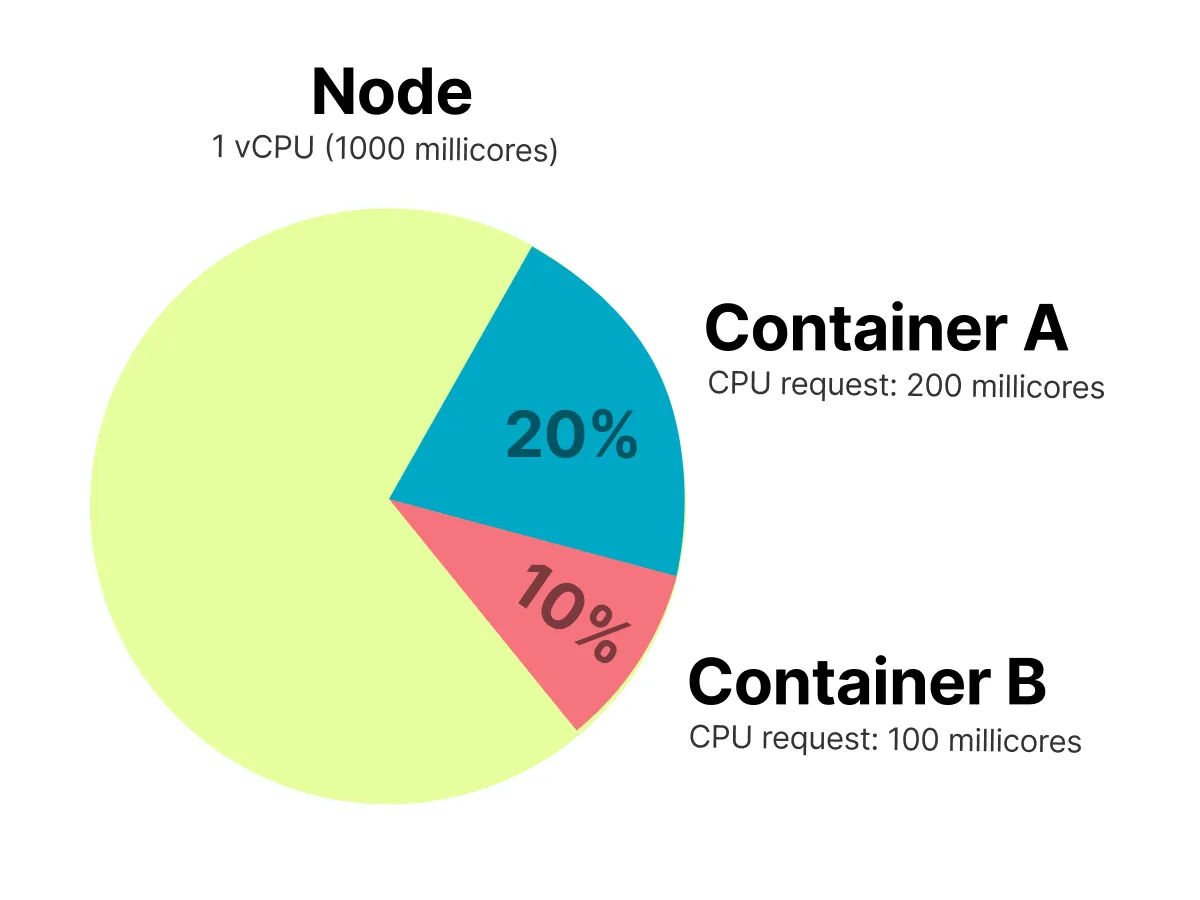 Node
1 vCPU (1000 millicores)
Container A
CPU request: 200 millicores
20%
10%
Container B
CPU request: 100 millicores